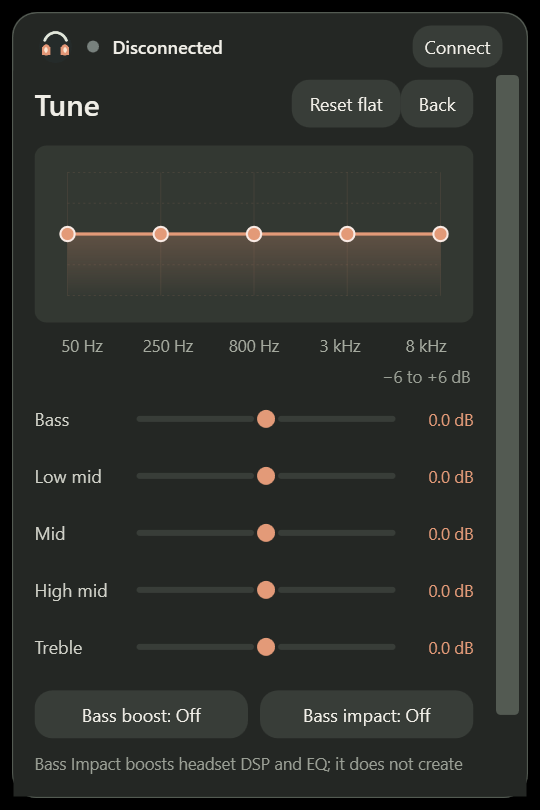 Disconnected
Connect
Tune
Reset flat
Back
50 Hz
250 Hz
800 Hz
3 kHz
8 kHz
−6 to +6 dB
Bass
0.0 dB
Low mid
0.0 dB
Mid
0.0 dB
High mid
0.0 dB
Treble
0.0 dB
Bass boost: Off
Bass impact: Off
Bass Impact boosts headset DSP and EQ; it does not create